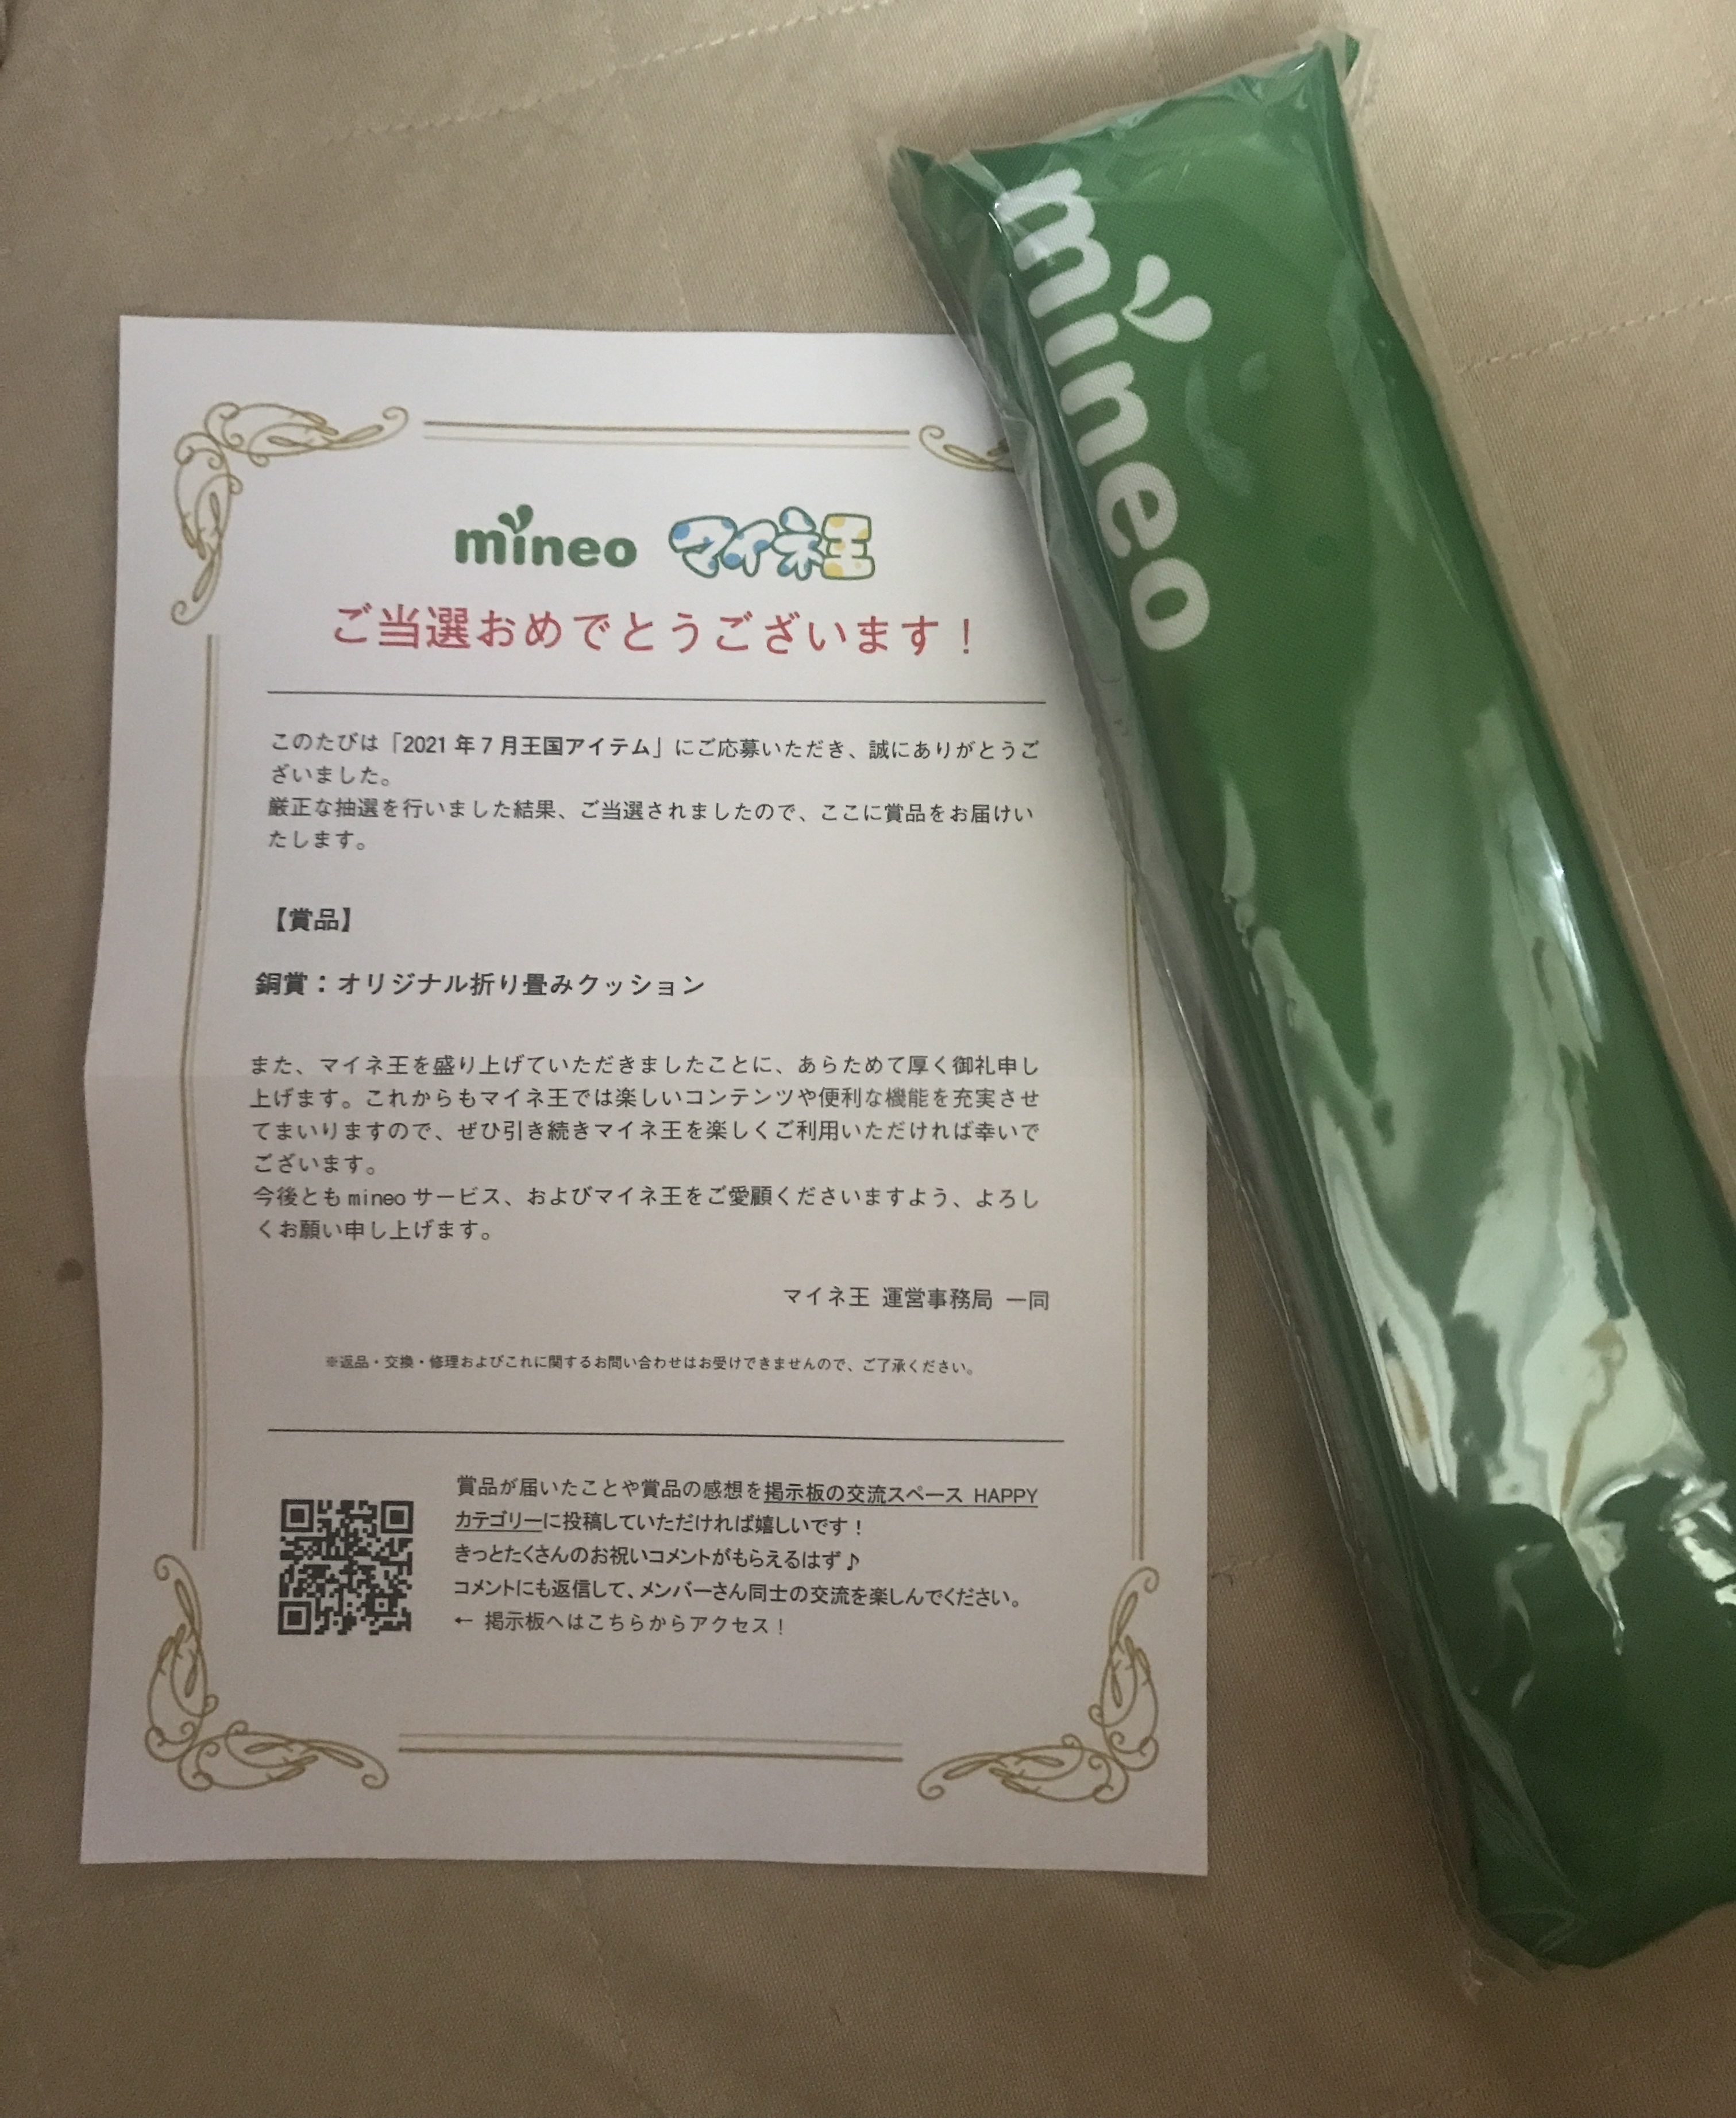 mineo マイネ王
ご当選おめでとうございます！
このたびは「2021年7月王国アイテム」にご応募いただき、誠にありがとうご
ざいました。
厳正な抽選を行いました結果、ご当選されましたので、ここに賞品をお届けい
たします。
【賞品】
銅賞：オリジナル折り畳みクッション
また、マイネ王を盛り上げていただきましたことに、あらためて厚く御礼申し
上げます。これからもマイネ王では楽しいコンテンツや便利な機能を充実させ
てまいりますので、ぜひ引き続きマイネ王を楽しくご利用いただければ幸いで
ございます。
今後ともmineoサービス、およびマイネ王をご愛顧くださいますよう、よろし
くお願い申し上げます。
マイネ王 運営事務局 一同
※返品・交換・修理およびこれに関するお問い合わせはお受けできませんので、ご了承ください。
賞品が届いたことや賞品の感想を掲示板の交流スペース HAPPY
カテゴリーに投稿していただければ嬉しいです！
きっとたくさんのお祝いコメントがもらえるはず♪
コメントにも返信して、メンバーさん同士の交流を楽しんでください。
← 掲示板へはこちらからアクセス！
mineo